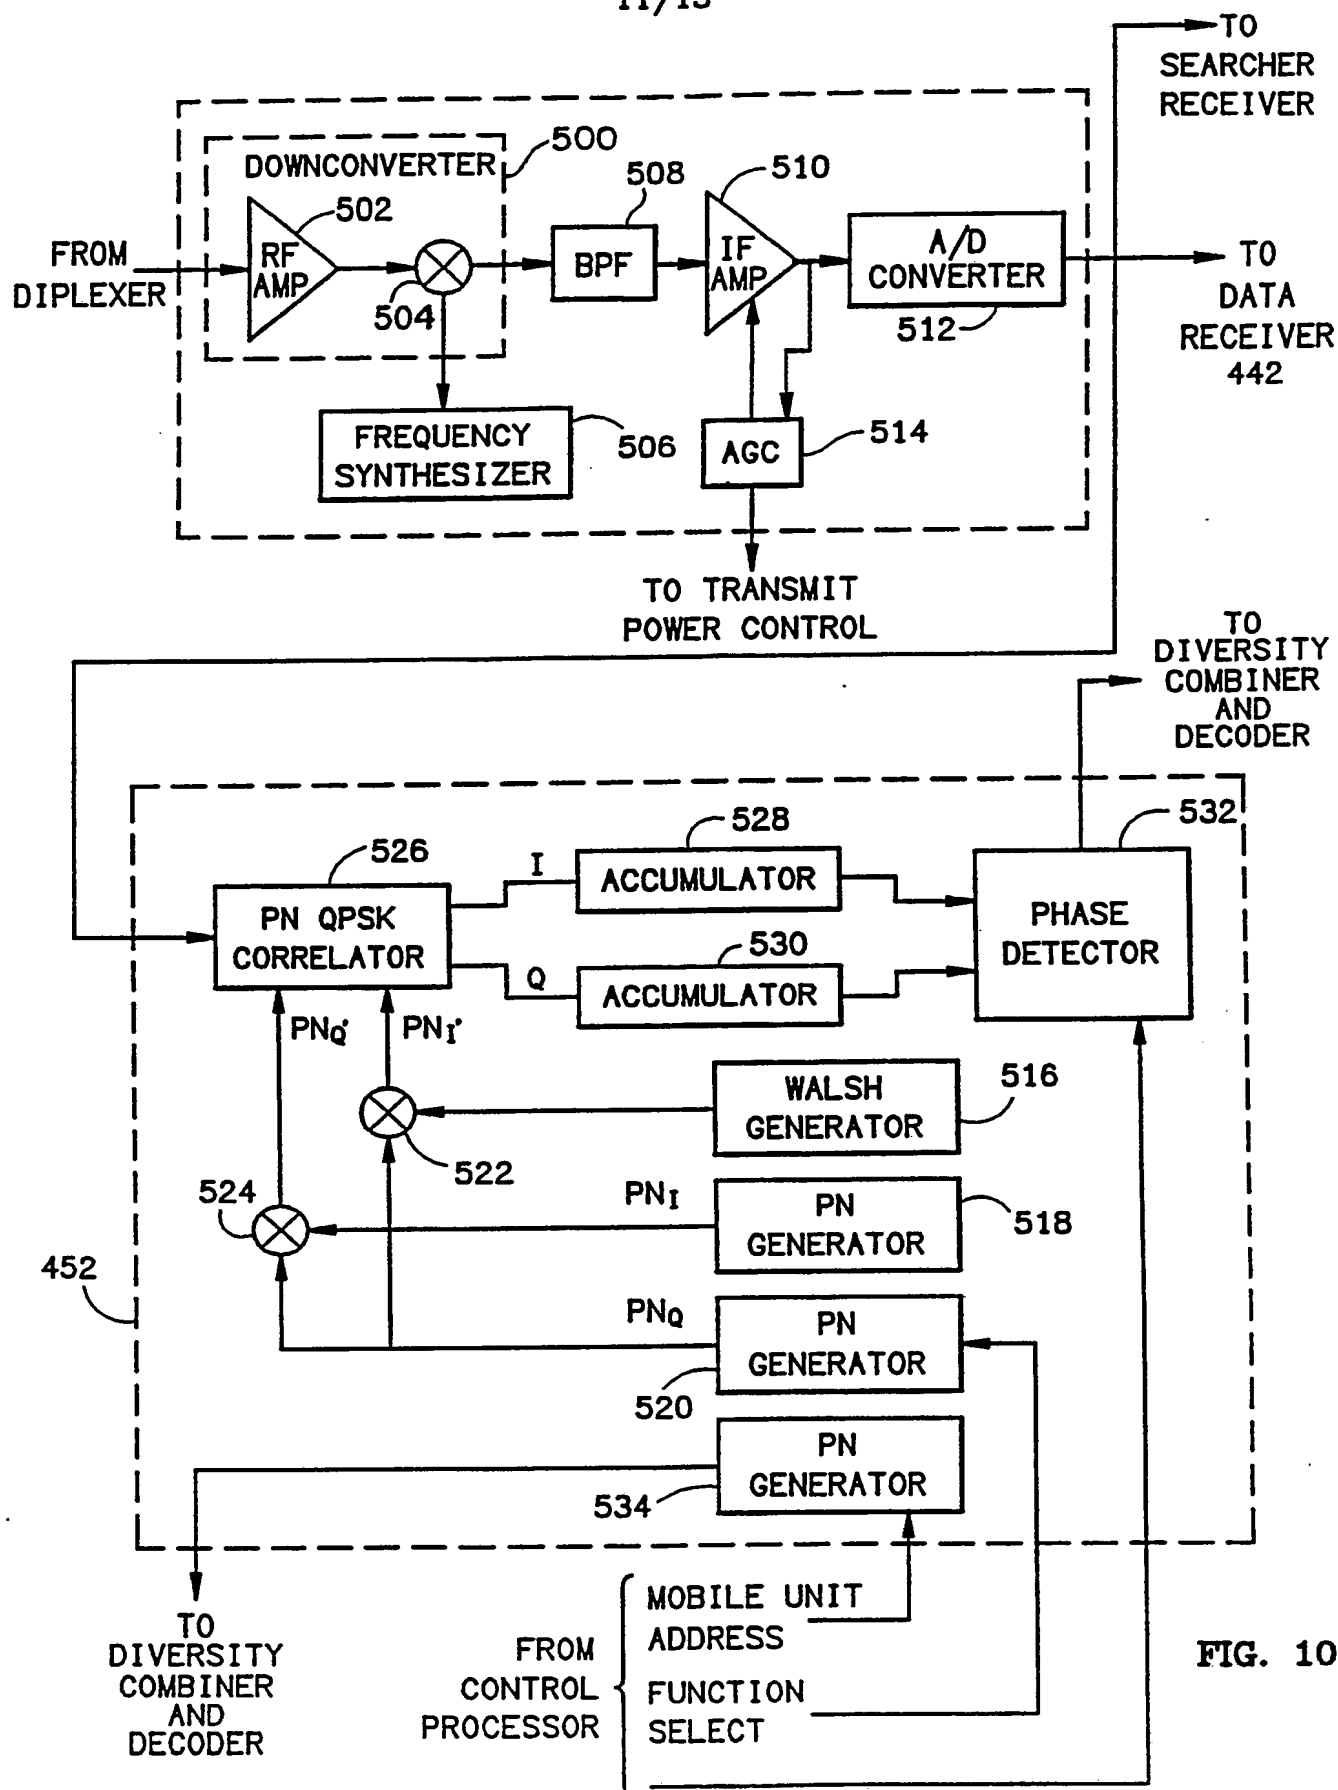 11/13
TO
SEARCHER
RECEIVER
DOWNCONVERTER
500
502
RF
AMP
504
508
BPF
510
IF
AMP
A/D
CONVERTER
512
FROM
DIPLEXER
TO
DATA
RECEIVER
442
FREQUENCY
SYNTHESIZER
506
AGC
514
TO TRANSMIT
POWER CONTROL
TO
DIVERSITY
COMBINER
AND
DECODER
526
PN QPSK
CORRELATOR
I
528
ACCUMULATOR
Q
530
ACCUMULATOR
532
PHASE
DETECTOR
PNQ'
PNI'
WALSH
GENERATOR
516
522
524
PNI
PN
GENERATOR
518
452
PNQ
PN
GENERATOR
520
PN
GENERATOR
534
TO
DIVERSITY
COMBINER
AND
DECODER
FROM
CONTROL
PROCESSOR
MOBILE UNIT
ADDRESS
FUNCTION
SELECT
FIG. 10